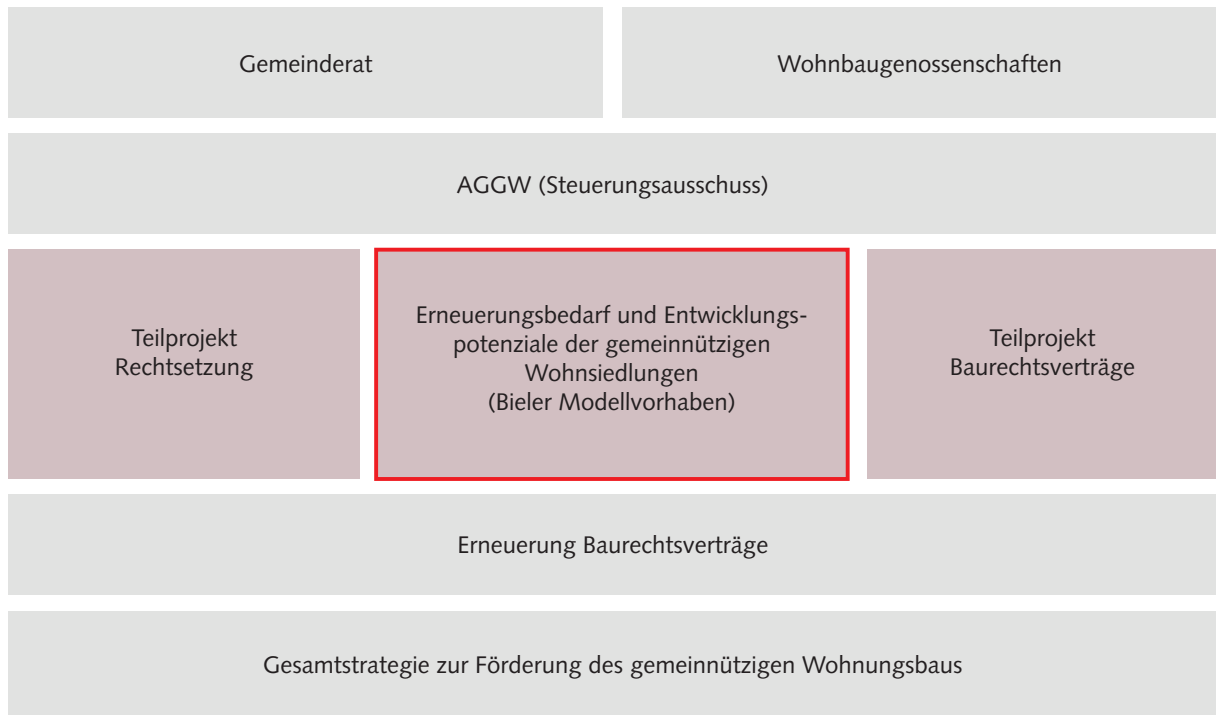 Gemeinderat
Wohnbaugenossenschaften
AGGW (Steuerungsausschuss)
Teilprojekt
Rechtsetzung
Erneuerungsbedarf und Entwicklungs-
potenziale der gemeinnützigen
Wohnsiedlungen
(Bieler Modellvorhaben)
Teilprojekt
Baurechtsverträge
Erneuerung Baurechtsverträge
Gesamtstrategie zur Förderung des gemeinnützigen Wohnungsbaus